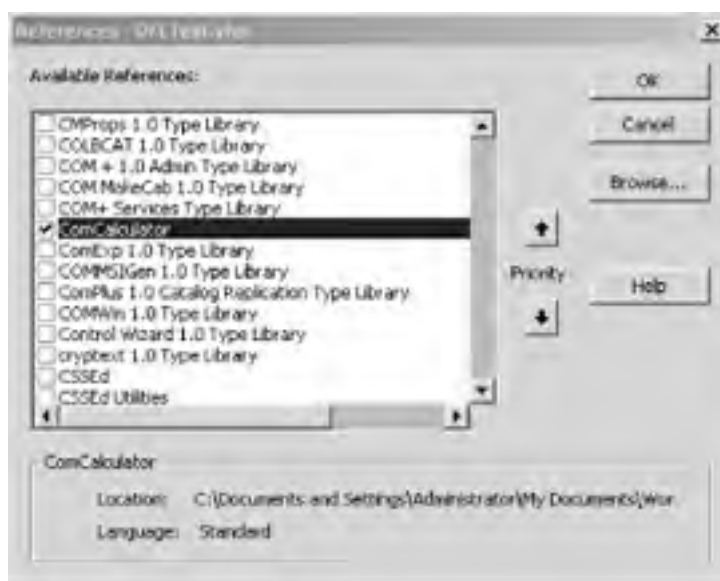 References -
Available References:
OK
Cancel
Browse...
Help
CMProps 1.0 Type Library
COLBCAT 1.0 Type Library
COM + 1.0 Admin Type Library
COM MakeCab 1.0 Type Library
COM+ Services Type Library
ComCalculator
ComExp 1.0 Type Library
COMMSIGen 1.0 Type Library
ComPlus 1.0 Catalog Replication Type Library
COMWin 1.0 Type Library
Control Wizard 1.0 Type Library
cryptext 1.0 Type Library
CSSEd
CSSEd Utilities
Priority
ComCalculator
Location: C:\Documents and Settings\Administrator\My Documents\Wor
Language: Standard